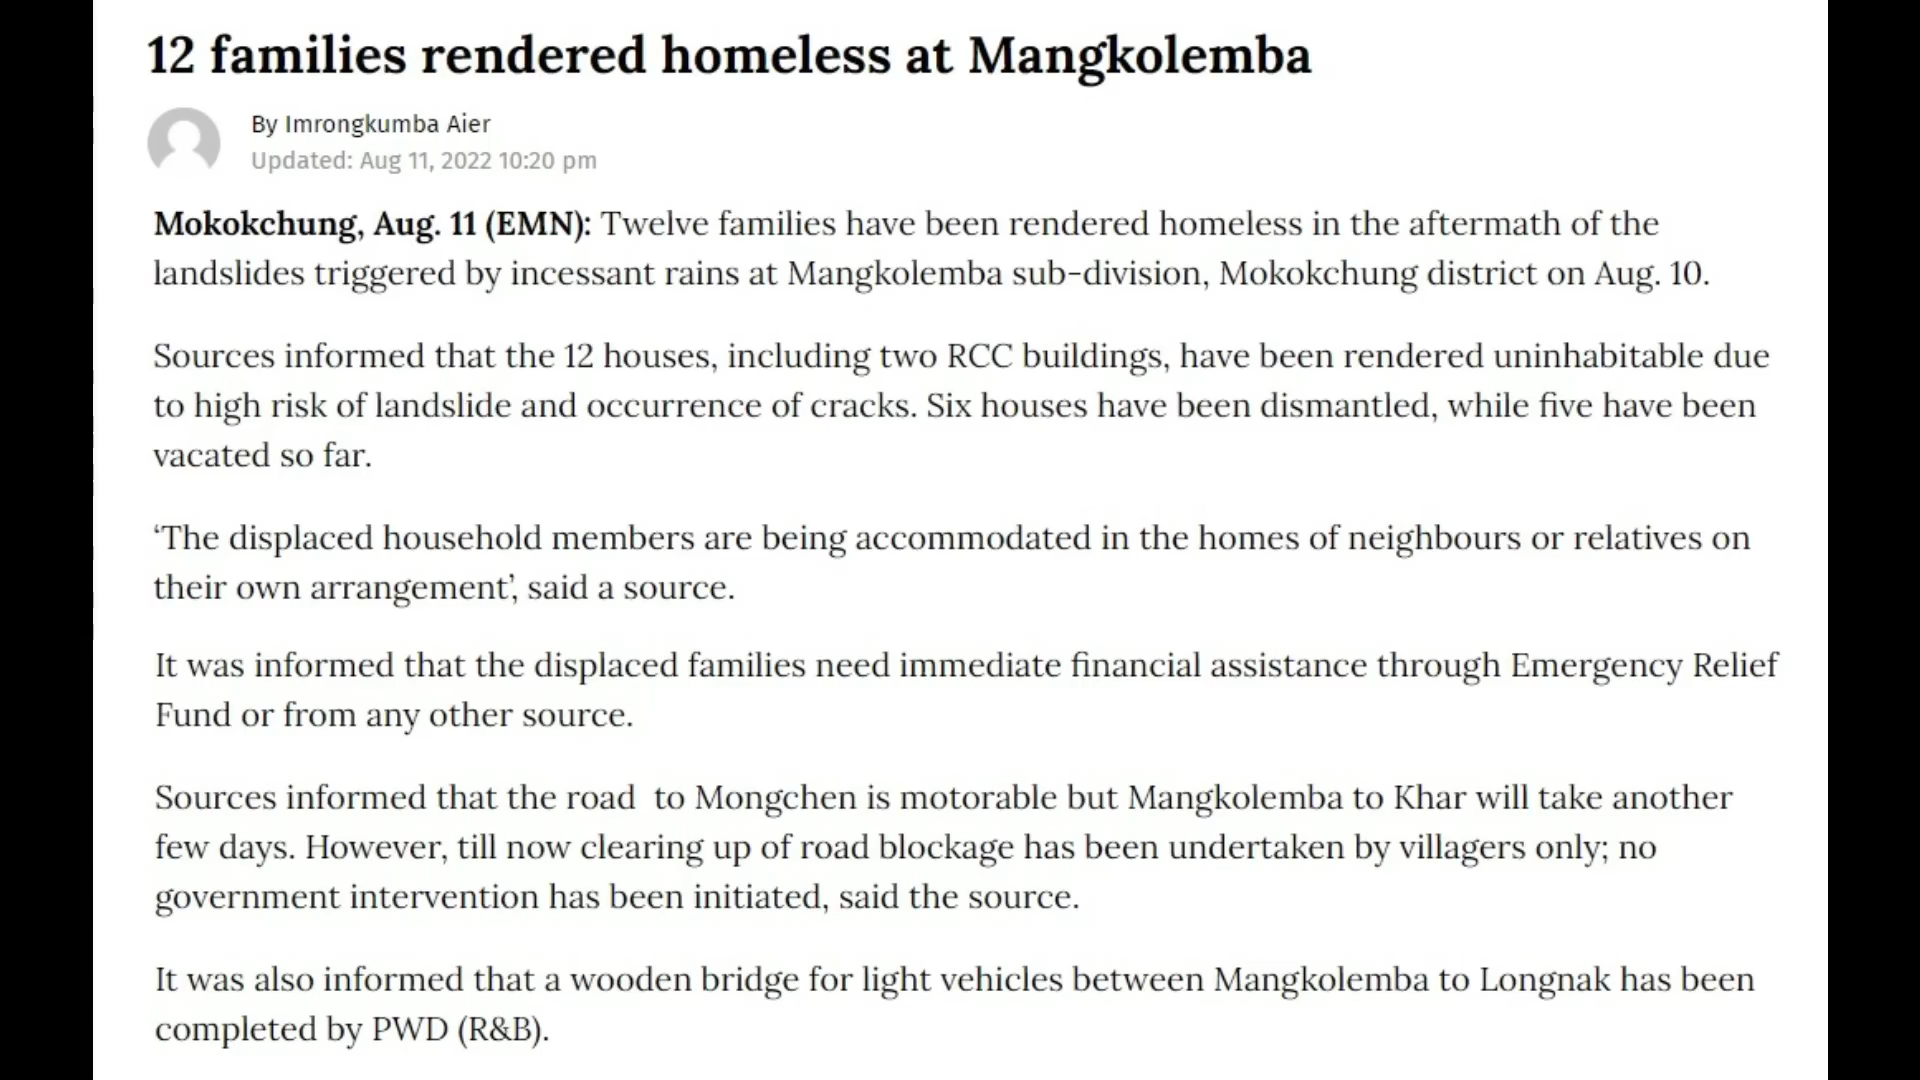 12 families rendered homeless at Mangkolemba
By Imrongkumba Aier
Updated: Aug 11, 2022 10:20 pm
Mokokchung, Aug. 11 (EMN): Twelve families have been rendered homeless in the aftermath of the
landslides triggered by incessant rains at Mangkolemba sub-division, Mokokchung district on Aug. 10.
Sources informed that the 12 houses, including two RCC buildings, have been rendered uninhabitable due
to high risk of landslide and occurrence of cracks. Six houses have been dismantled, while five have been
vacated so far.
‘The displaced household members are being accommodated in the homes of neighbours or relatives on
their own arrangement’, said a source.
It was informed that the displaced families need immediate financial assistance through Emergency Relief
Fund or from any other source.
Sources informed that the road  to Mongchen is motorable but Mangkolemba to Khar will take another
few days. However, till now clearing up of road blockage has been undertaken by villagers only; no
government intervention has been initiated, said the source.
It was also informed that a wooden bridge for light vehicles between Mangkolemba to Longnak has been
completed by PWD (R&B).